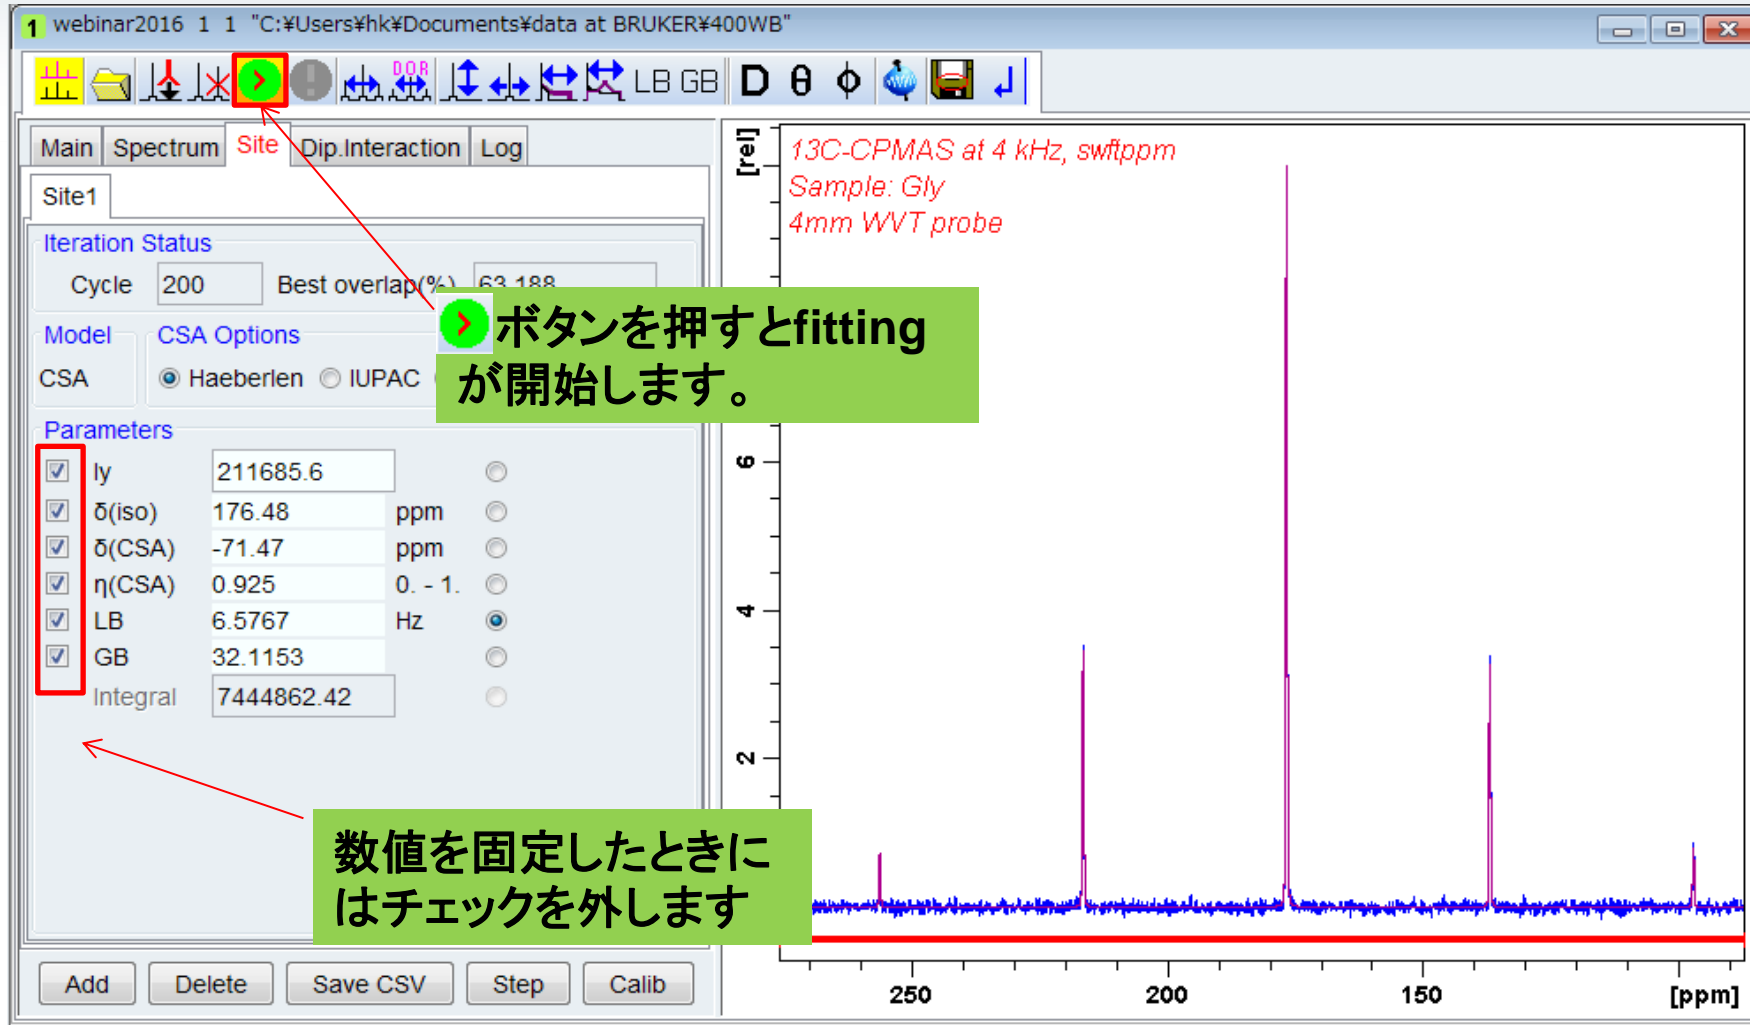 1 webinar2016 1 1 "C:¥Users¥hk¥Documents¥data at BRUKER¥400WB"
DOR LB GB D θ ϕ
Main Spectrum Site Dip.Interaction Log
Site1
Iteration Status
Cycle 200 Best overlap(%) 63.188
Model CSA Options
CSA Haeberlen IUPAC
ボタンを押すとfitting
が開始します。
Parameters
Iy 211685.6
δ(iso) 176.48 ppm
δ(CSA) -71.47 ppm
η(CSA) 0.925 0. - 1.
LB 6.5767 Hz
GB 32.1153
Integral 7444862.42
数値を固定したときに
はチェックを外します
Add Delete Save CSV Step Calib
[rel]
13C-CPMAS at 4 kHz, swftppm
Sample: Gly
4mm WVT probe
6
4
2
250 200 150 [ppm]